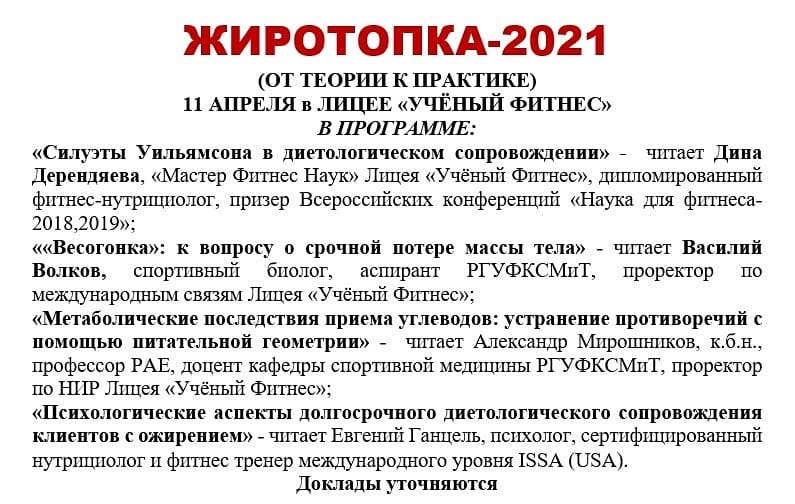 ЖИРОТОПКА-2021
(ОТ ТЕОРИИ К ПРАКТИКЕ)
11 АПРЕЛЯ в ЛИЦЕЕ «УЧЁНЫЙ ФИТНЕС»
В ПРОГРАММЕ:
«Силуэты Уильямсона в диетологическом сопровождении» - читает Дина
Дерендяева, «Мастер Фитнес Наук» Лицея «Учёный Фитнес», дипломированный
фитнес-нутрициолог, призер Всероссийских конференций «Наука для фитнеса-
2018,2019»;
««Весогонка»: к вопросу о срочной потере массы тела» - читает Василий
Волков, спортивный биолог, аспирант РГУФКСМиТ, проректор по
международным связям Лицея «Учёный Фитнес»;
«Метаболические последствия приема углеводов: устранение противоречий с
помощью питательной геометрии» - читает Александр Мирошников, к.б.н.,
профессор РАЕ, доцент кафедры спортивной медицины РГУФКСМиТ, проректор
по НИР Лицея «Учёный Фитнес»;
«Психологические аспекты долгосрочного диетологического сопровождения
клиентов с ожирением» - читает Евгений Ганцель, психолог, сертифицированный
нутрициолог и фитнес тренер международного уровня ISSA (USA).
Доклады уточняются